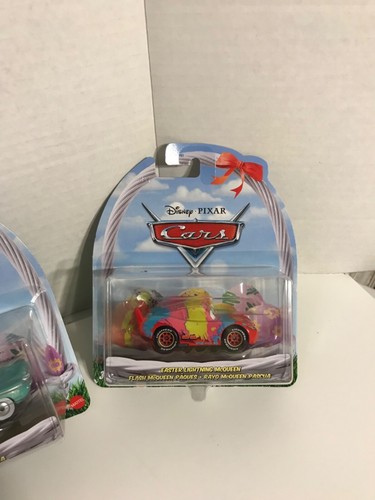 Disney PIXAR
Cars
EASTER LIGHTNING McQUEEN
FLASH McQUEEN PÂQUES • RAYO McQUEEN PASCUA